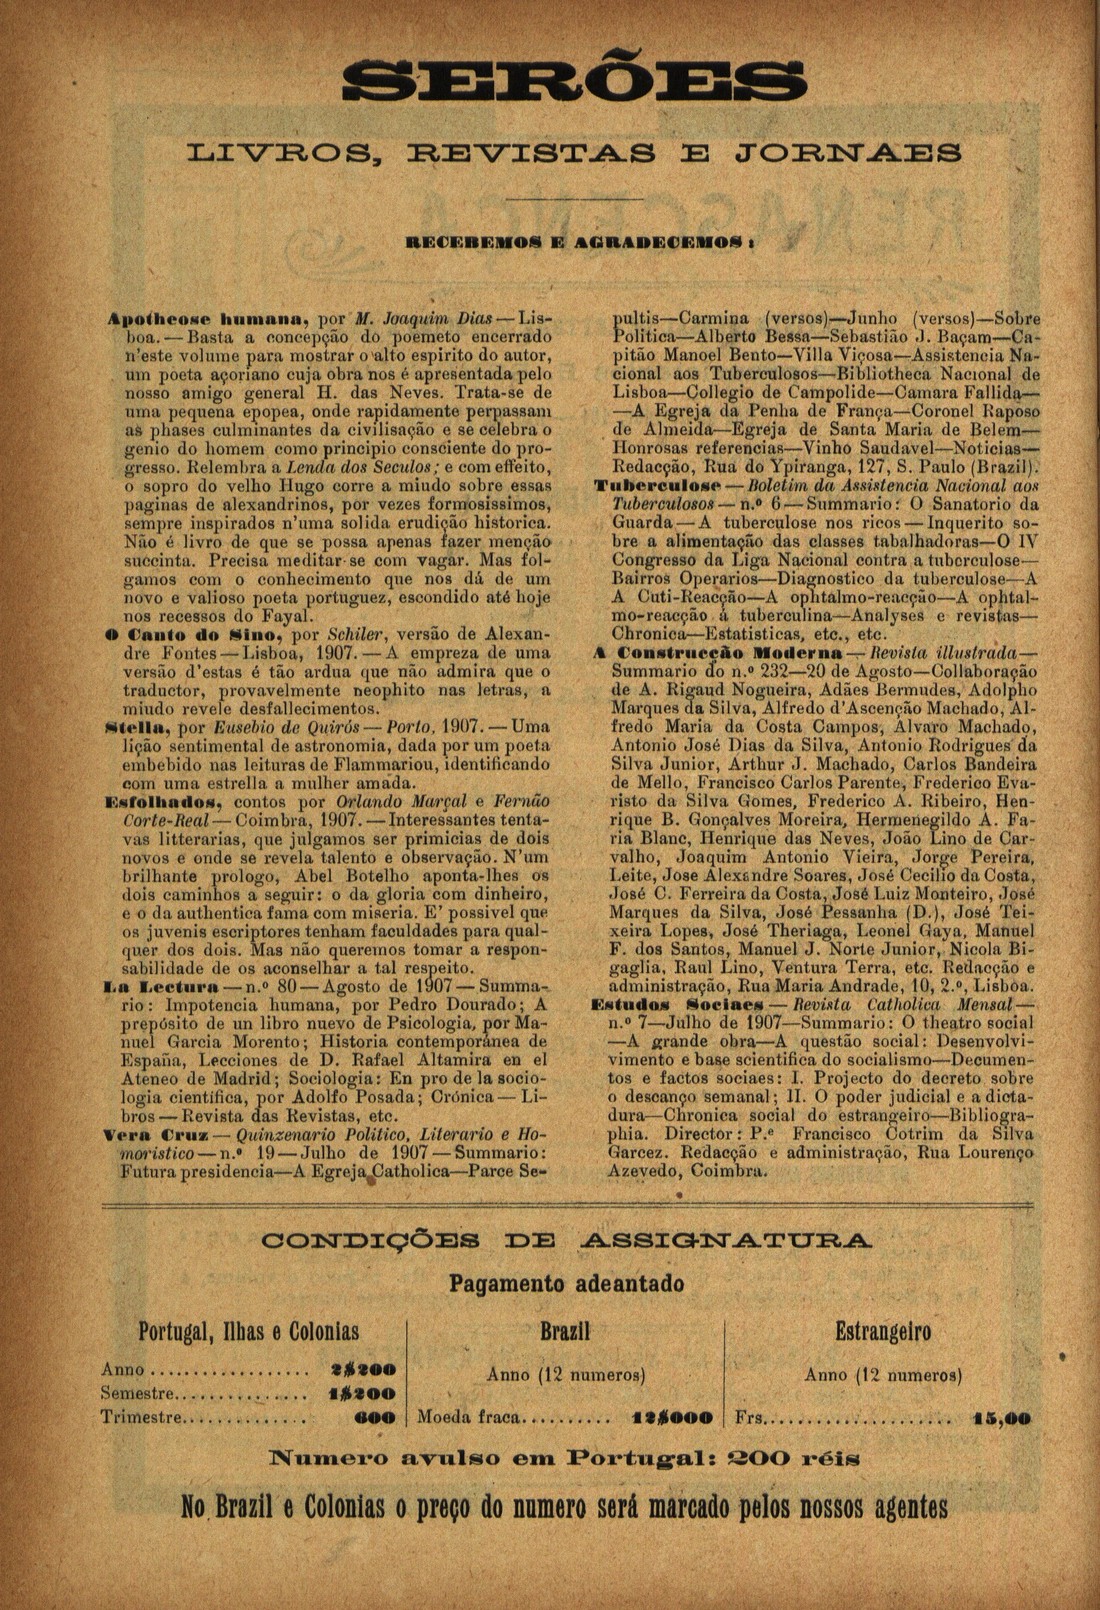 SERÕES
LIVROS, REVISTAS E JORNAES
RECEBEMOS E AGRADECEMOS:
Apotheose humana, por M. Joaquim Dias — Lis-
boa. — Basta a concepção do poemeto encerrado
n'este volume para mostrar o alto espirito do autor,
um poeta açoriano cuja obra nos é apresentada pelo
nosso amigo general H. das Neves. Trata-se de
uma pequena epopea, onde rapidamente perpassam
as phases culminantes da civilisação e se celebra o
genio do homem como principio consciente do pro-
gresso. Relembra a Lenda dos Seculos; e com effeito,
o sopro do velho Hugo corre a miudo sobre essas
paginas de alexandrinos, por vezes formosissimos,
sempre inspirados n'uma solida erudição historica.
Não é livro de que se possa apenas fazer menção
succinta. Precisa meditar-se com vagar. Mas fol-
gamos com o conhecimento que nos dá de um
novo e valioso poeta portuguez, escondido até hoje
nos recessos do Fayal.
O Canto do Sino, por Schiler, versão de Alexan-
dre Fontes — Lisboa, 1907. — A empreza de uma
versão d'estas é tão ardua que não admira que o
traductor, provavelmente neophito nas letras, a
miudo revele desfallecimentos.
Stella, por Eusebio de Quirós — Porto, 1907. — Uma
lição sentimental de astronomia, dada por um poeta
embebido nas leituras de Flammariou, identificando
com uma estrella a mulher amada.
Esfolhados, contos por Orlando Marçal e Fernão
Corte-Real — Coimbra, 1907. — Interessantes tenta-
vas litterarias, que julgamos ser primicias de dois
novos e onde se revela talento e observação. N'um
brilhante prologo, Abel Botelho aponta-lhes os
dois caminhos a seguir: o da gloria com dinheiro,
e o da authentica fama com miseria. E' possivel que
os juvenis escriptores tenham faculdades para qual-
quer dos dois. Mas não queremos tomar a respon-
sabilidade de os aconselhar a tal respeito.
La Lectura — n.º 80 — Agosto de 1907 — Summa-
rio: Impotencia humana, por Pedro Dourado; A
prepósito de un libro nuevo de Psicologia, por Ma-
nuel Garcia Morento; Historia contemporánea de
España, Lecciones de D. Rafael Altamira en el
Ateneo de Madrid; Sociologia: En pro de la socio-
logia científica, por Adolfo Posada; Crónica — Li-
bros — Revista das Revistas, etc.
Vera Cruz — Quinzenario Politico, Literario e Ho-
moristico — n.º 19 — Julho de 1907 — Summario:
Futura presidencia—A Egreja Catholica—Parce Se-
pultis—Carmina (versos)—Junho (versos)—Sobre
Politica—Alberto Bessa—Sebastião J. Baçam—Ca-
pitão Manoel Bento—Villa Viçosa—Assistencia Na-
cional aos Tuberculosos—Bibliotheca Nacional de
Lisboa—Collegio de Campolide—Camara Fallida—
—A Egreja da Penha de França—Coronel Raposo
de Almeida—Egreja de Santa Maria de Belem—
Honrosas referencias—Vinho Saudavel—Noticias—
Redacção, Rua do Ypiranga, 127, S. Paulo (Brazil).
Tuberculose — Boletim da Assistencia Nacional aos
Tuberculosos — n.º 6 — Summario: O Sanatorio da
Guarda — A tuberculose nos ricos — Inquerito so-
bre a alimentação das classes tabalhadoras—O IV
Congresso da Liga Nacional contra a tuberculose—
Bairros Operarios—Diagnostico da tuberculose—A
A Cuti-Reacção—A ophtalmo-reacção—A ophtal-
mo-reacção á tuberculina—Analyses e revistas—
Chronica—Estatisticas, etc., etc.
A Construcção Moderna — Revista illustrada—
Summario do n.º 232—20 de Agosto—Collaboração
de A. Rigaud Nogueira, Adães Bermudes, Adolpho
Marques da Silva, Alfredo d'Ascenção Machado, Al-
fredo Maria da Costa Campos, Alvaro Machado,
Antonio José Dias da Silva, Antonio Rodrigues da
Silva Junior, Arthur J. Machado, Carlos Bandeira
de Mello, Francisco Carlos Parente, Frederico Eva-
risto da Silva Gomes, Frederico A. Ribeiro, Hen-
rique B. Gonçalves Moreira, Hermenegildo A. Fa-
ria Blanc, Henrique das Neves, João Lino de Car-
valho, Joaquim Antonio Vieira, Jorge Pereira,
Leite, Jose Alexandre Soares, José Cecilio da Costa,
José C. Ferreira da Costa, José Luiz Monteiro, José
Marques da Silva, José Pessanha (D.), José Tei-
xeira Lopes, José Theriaga, Leonel Gaya, Manuel
F. dos Santos, Manuel J. Norte Junior, Nicola Bi-
gaglia, Raul Lino, Ventura Terra, etc. Redacção e
administração, Rua Maria Andrade, 10, 2.º, Lisboa.
Estudos Sociaes — Revista Catholica Mensal —
n.º 7—Julho de 1907—Summario: O theatro social
—A grande obra—A questão social: Desenvolvi-
vimento e base scientifica do socialismo—Decumen-
tos e factos sociaes: I. Projecto do decreto sobre
o descanço semanal; II. O poder judicial e a dicta-
dura—Chronica social do estrangeiro—Bibliogra-
phia. Director: P.e Francisco Cotrim da Silva
Garcez. Redacção e administração, Rua Lourenço
Azevedo, Coimbra.
CONDIÇÕES DE ASSIGNATURA
Pagamento adeantado
Portugal, Ilhas e Colonias
Anno .................. 2$200
Semestre............... 1$200
Trimestre.............. 600
Brazil
Anno (12 numeros)
Moeda fraca.......... 12$000
Estrangeiro
Anno (12 numeros)
Frs..................... 15,00
Numero avulso em Portugal: 200 réis
No Brazil e Colonias o preço do numero será marcado pelos nossos agentes